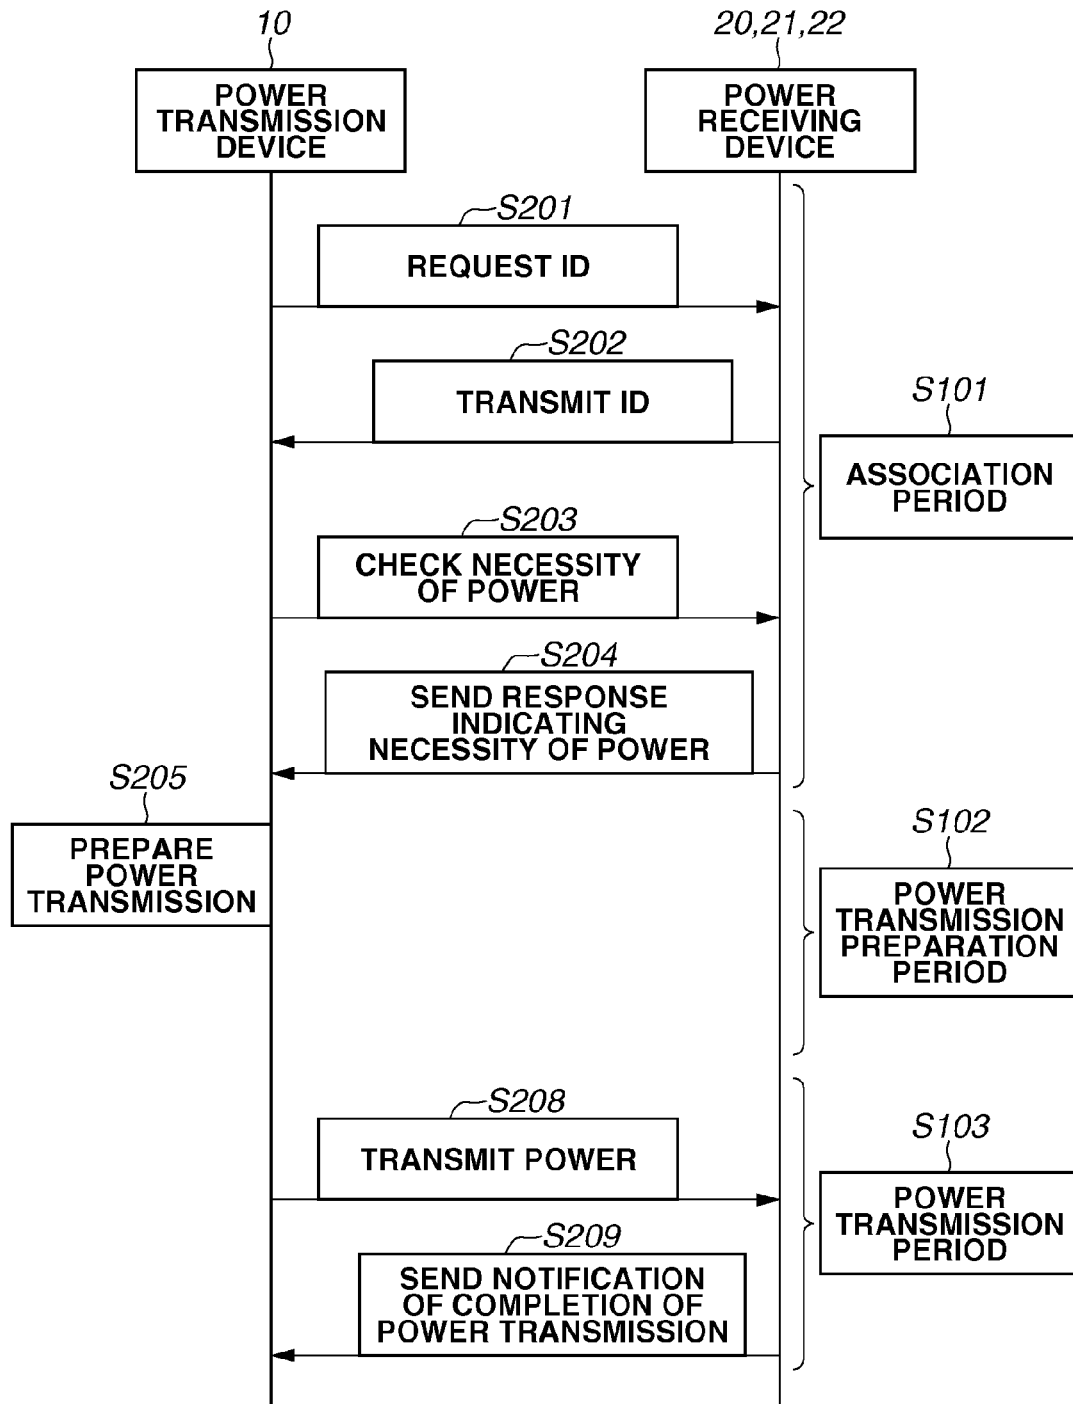 10
20,21,22
POWER
TRANSMISSION
DEVICE
POWER
RECEIVING
DEVICE
S201
REQUEST ID
S202
TRANSMIT ID
S101
ASSOCIATION
PERIOD
S203
CHECK NECESSITY
OF POWER
S204
SEND RESPONSE
INDICATING
NECESSITY OF POWER
S205
PREPARE
POWER
TRANSMISSION
S102
POWER
TRANSMISSION
PREPARATION
PERIOD
S208
TRANSMIT POWER
S103
POWER
TRANSMISSION
PERIOD
S209
SEND NOTIFICATION
OF COMPLETION OF
POWER TRANSMISSION